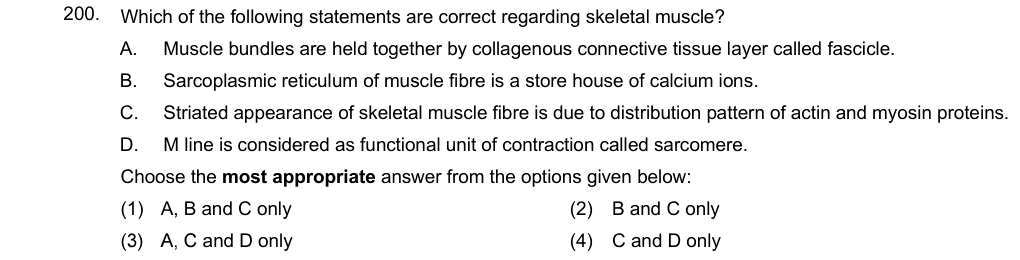 200. Which of the following statements are correct regarding skeletal muscle?
A. Muscle bundles are held together by collagenous connective tissue layer called fascicle.
B. Sarcoplasmic reticulum of muscle fibre is a store house of calcium ions.
C. Striated appearance of skeletal muscle fibre is due to distribution pattern of actin and myosin proteins.
D. M line is considered as functional unit of contraction called sarcomere.
Choose the most appropriate answer from the options given below:
(1) A, B and C only (2) B and C only
(3) A, C and D only (4) C and D only